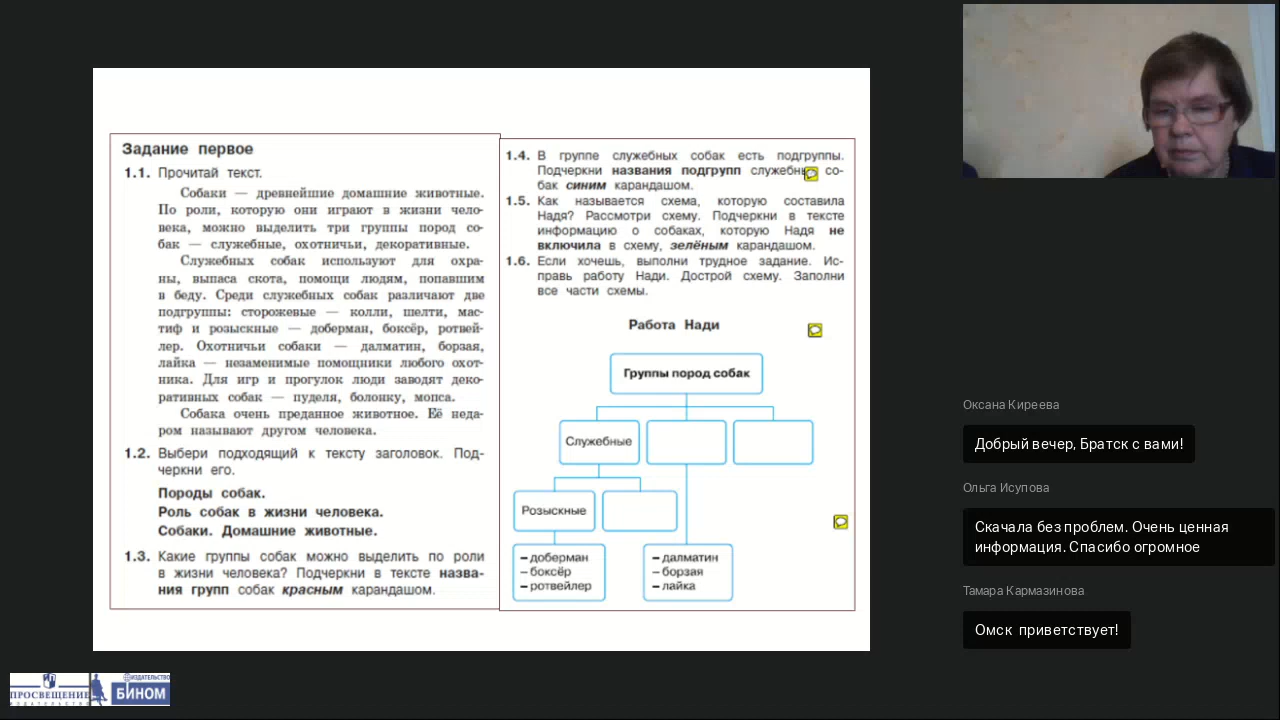 Задание первое
1.1. Прочитай текст.
Собаки — древнейшие домашние животные.
По роли, которую они играют в жизни чело-
века, можно выделить три группы пород со-
бак — служебные, охотничьи, декоративные.
Служебных собак используют для охра-
ны, выпаса скота, помощи людям, попавшим
в беду. Среди служебных собак различают две
подгруппы: сторожевые — колли, шелти, мас-
тиф и розыскные — доберман, боксёр, ротвей-
лер. Охотничьи собаки — далматин, борзая,
лайка — незаменимые помощники любого охот-
ника. Для игр и прогулок люди заводят деко-
ративных собак — пуделя, болонку, мопса.
Собака очень преданное животное. Её неда-
ром называют другом человека.
1.2. Выбери подходящий к тексту заголовок. Под-
черкни его.
Породы собак.
Роль собак в жизни человека.
Собаки. Домашние животные.
1.3. Какие группы собак можно выделить по роли
в жизни человека? Подчеркни в тексте назва-
ния групп собак красным карандашом.
1.4. В группе служебных собак есть подгруппы.
Подчеркни названия подгрупп служебных со-
бак синим карандашом.
1.5. Как называется схема, которую составила
Надя? Рассмотри схему. Подчеркни в тексте
информацию о собаках, которую Надя не
включила в схему, зелёным карандашом.
1.6. Если хочешь, выполни трудное задание. Ис-
правь работу Нади. Дострой схему. Заполни
все части схемы.
Работа Нади
Группы пород собак
Служебные
Розыскные
– доберман
– боксёр
– ротвейлер
– далматин
– борзая
– лайка
Оксана Киреева
Добрый вечер, Братск с вами!
Ольга Исупова
Скачала без проблем. Очень ценная
информация. Спасибо огромное
Тамара Кармазинова
Омск приветствует!
ПРОСВЕЩЕНИЕ
ИЗДАТЕЛЬСТВО
ИЗДАТЕЛЬСТВО
БИНОМ